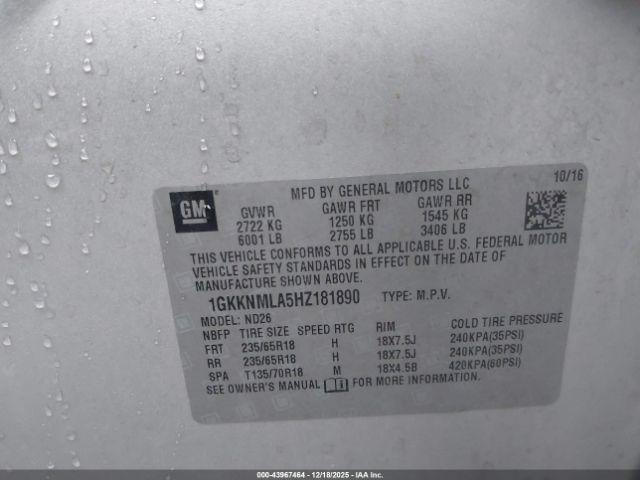 10/16
GM
MFD BY GENERAL MOTORS LLC
GVWR GAWR FRT GAWR RR
2722 KG 1250 KG 1545 KG
6001 LB 2755 LB 3406 LB
THIS VEHICLE CONFORMS TO ALL APPLICABLE U.S. FEDERAL MOTOR
VEHICLE SAFETY STANDARDS IN EFFECT ON THE DATE OF
MANUFACTURE SHOWN ABOVE.
1GKKNMLA5HZ181890 TYPE: M.P.V.
MODEL: ND26
NBFP TIRE SIZE SPEED RTG RIM COLD TIRE PRESSURE
FRT 235/65R18 H 18X7.5J 240KPA(35PSI)
RR 235/65R18 H 18X7.5J 240KPA(35PSI)
SPA T135/70R18 M 18X4.5B 420KPA(60PSI)
SEE OWNER'S MANUAL FOR MORE INFORMATION.
000-43967464 - 12/18/2025 - COPYRIGHT IAA, LLC.